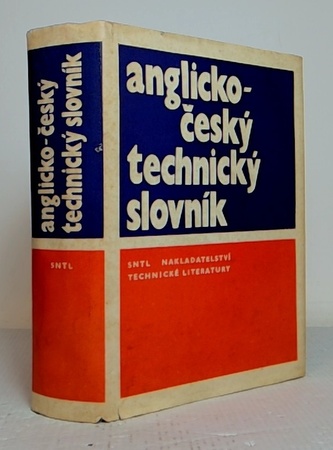 anglicko-český
technický slovník
SNTL
anglicko-
český
technický
slovník
SNTL NAKLADATELSTVÍ
TECHNICKÉ LITERATURY